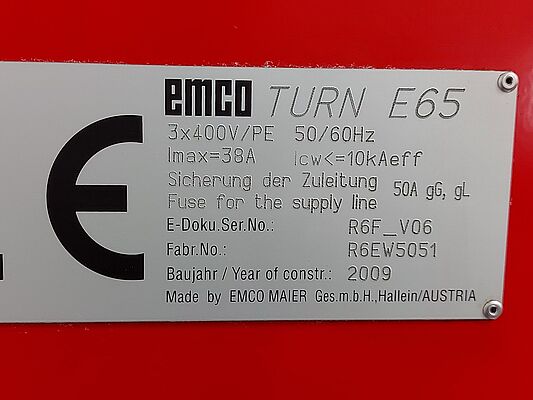 CE
emco TURN E65
3x400V/PE 50/60Hz
Imax=38A Icw<=10kAeff
Sicherung der Zuleitung 50A gG, gL
Fuse for the supply line
E-Doku.Ser.No.: R6F_V06
Fabr.No.: R6EW5051
Baujahr / Year of constr.: 2009
Made by EMCO MAIER Ges.m.b.H.,Hallein/AUSTRIA